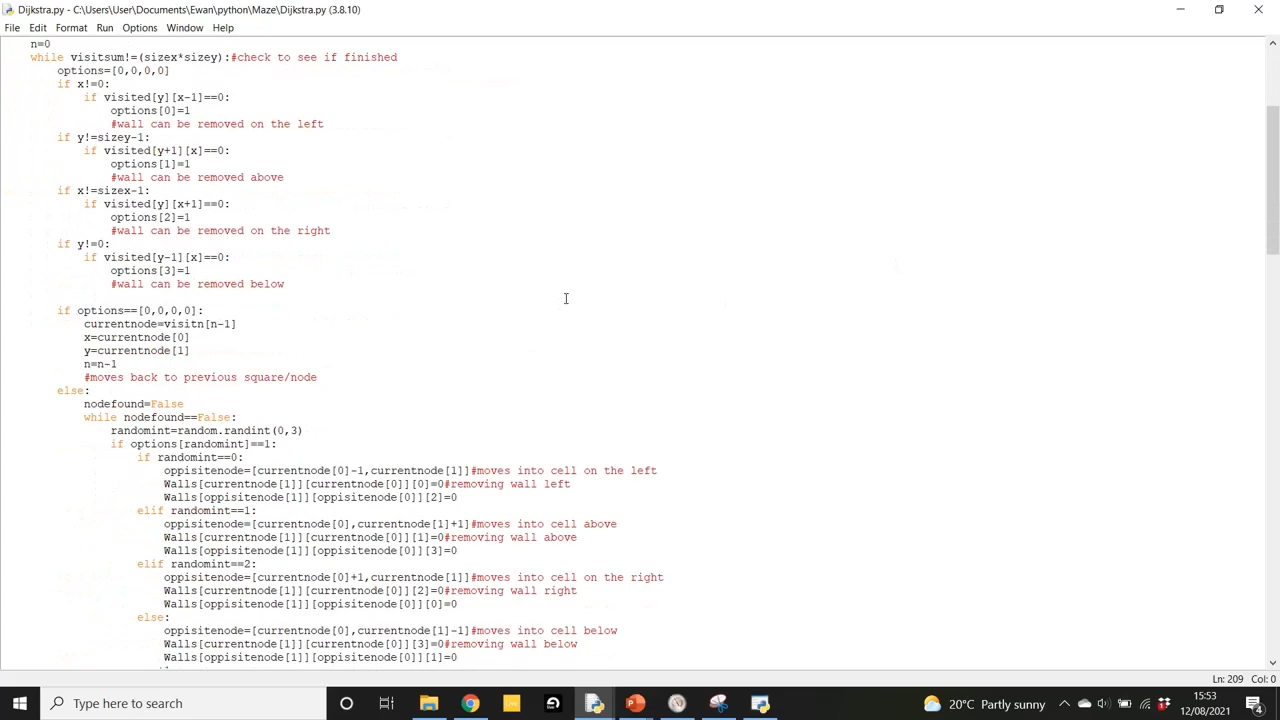 Dijkstra.py - C:\Users\User\Documents\Ewan\python\Maze\Dijkstra.py (3.8.10)
File Edit Format Run Options Window Help
n=0
while visitsum!=(sizex*sizey):#check to see if finished
options=[0,0,0,0]
if x!=0:
if visited[y][x-1]==0:
options[0]=1
#wall can be removed on the left
if y!=sizey-1:
if visited[y+1][x]==0:
options[1]=1
#wall can be removed above
if x!=sizex-1:
if visited[y][x+1]==0:
options[2]=1
#wall can be removed on the right
if y!=0:
if visited[y-1][x]==0:
options[3]=1
#wall can be removed below
if options==[0,0,0,0]:
currentnode=visitn[n-1]
x=currentnode[0]
y=currentnode[1]
n=n-1
#moves back to previous square/node
else:
nodefound=False
while nodefound==False:
randomint=random.randint(0,3)
if options[randomint]==1:
if randomint==0:
oppisitenode=[currentnode[0]-1,currentnode[1]]#moves into cell on the left
Walls[currentnode[1]][currentnode[0]][0]=0#removing wall left
Walls[oppisitenode[1]][oppisitenode[0]][2]=0
elif randomint==1:
oppisitenode=[currentnode[0],currentnode[1]+1]#moves into cell above
Walls[currentnode[1]][currentnode[0]][1]=0#removing wall above
Walls[oppisitenode[1]][oppisitenode[0]][3]=0
elif randomint==2:
oppisitenode=[currentnode[0]+1,currentnode[1]]#moves into cell on the right
Walls[currentnode[1]][currentnode[0]][2]=0#removing wall right
Walls[oppisitenode[1]][oppisitenode[0]][0]=0
else:
oppisitenode=[currentnode[0],currentnode[1]-1]#moves into cell below
Walls[currentnode[1]][currentnode[0]][3]=0#removing wall below
Walls[oppisitenode[1]][oppisitenode[0]][1]=0
Ln: 209 Col: 0
Type here to search
20°C Partly sunny
15:53
12/08/2021
4